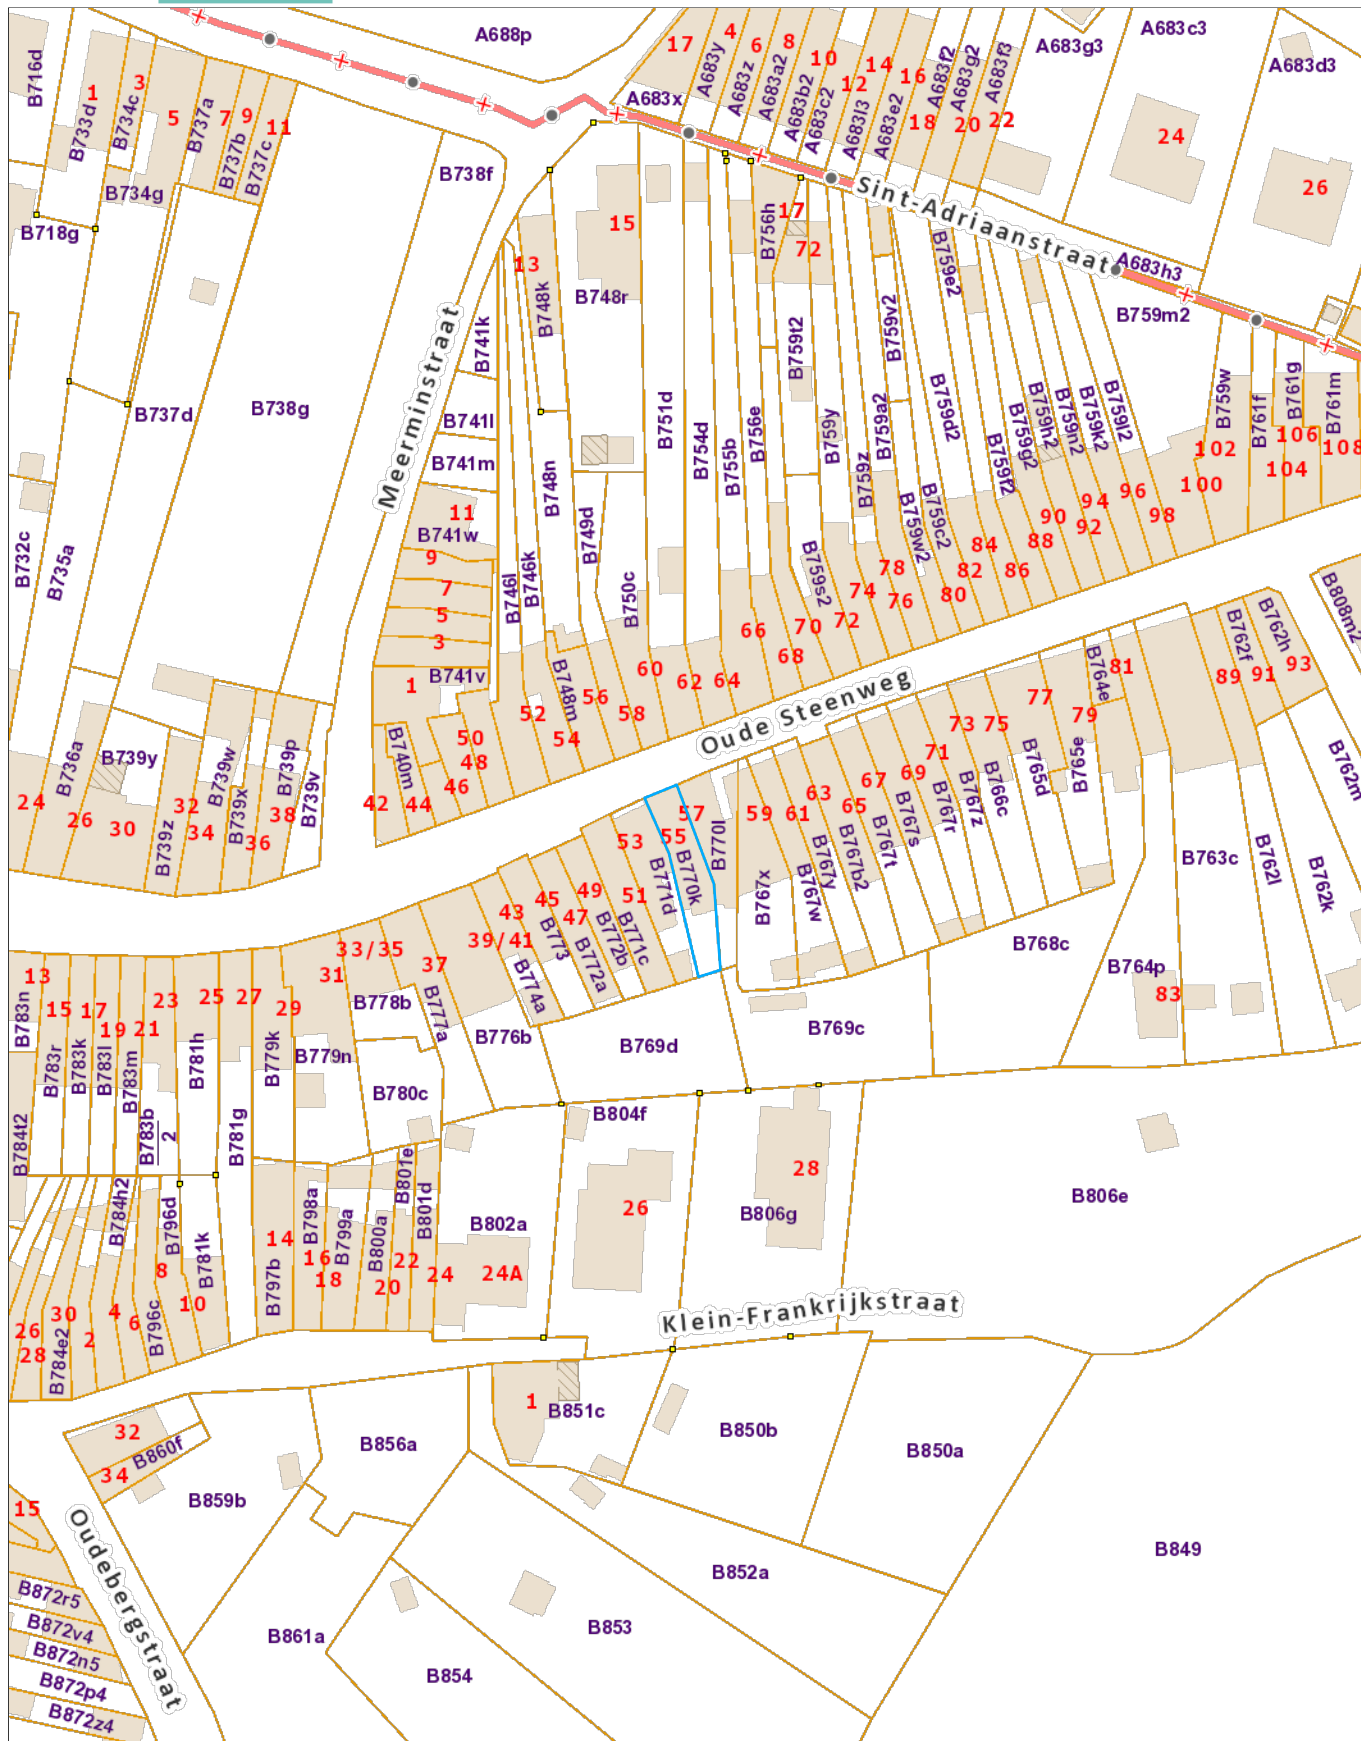 A688p
B716d
1
3
5
7
9
11
B733d
B734c
B737a
B737b
B737c
B734g
B718g
B738f
17
4
6
8
10
12
14
16
18
20
22
A683x
A683y
A683z
A683a2
A683b2
A683c2
A683l3
A683e2
A683f2
A683g2
A683f3
A683g3
A683c3
A683d3
24
26
Sint-Adriaanstraat
A683h3
B759m2
15
13
B748k
B748r
B741k
B741l
B741m
Meerminstraat
B737d
B738g
B732c
B735a
11
B741w
9
7
5
3
1
B741v
B746l
B746k
B748n
B749d
B750c
B751d
B754d
B755b
B756e
B756h
17
72
B759t2
B759y
B759z
B759a2
B759v2
B759e2
B759d2
B759w2
B759c2
B759f2
B759g2
B759h2
B759n2
B759k2
B759l2
B759s2
B759w
B761f
B761g
B761m
102
100
106
104
108
98
96
94
92
90
88
86
84
82
80
78
76
74
72
70
68
66
64
62
60
58
56
54
52
50
48
46
44
42
B748m
B740m
Oude Steenweg
B736a
B739y
B739z
B739w
B739x
B739p
B739v
24
26
30
32
34
36
38
B808m2
B762h
B762f
93
91
89
81
B764e
79
77
75
73
71
69
67
65
63
61
59
57
55
53
51
49
47
45
43
39/41
37
33/35
31
29
27
25
23
21
19
17
15
13
B765e
B765d
B766c
B767z
B767r
B767s
B767t
B767b2
B767y
B767w
B767x
B770l
B770k
B771d
B771c
B772b
B772a
B773
B774a
B776b
B777a
B778b
B779n
B779k
B780c
B781h
B781g
B783n
B783r
B783k
B783l
B783m
B783b
2
B784t2
B762m
B762k
B762l
B763c
B764p
83
B768c
B769c
B769d
B804f
26
28
B806g
B806e
B784h2
B796d
B781k
B797b
B798a
B799a
B800a
B801e
B801d
B802a
14
16
18
20
22
24
24A
26
28
30
2
4
6
8
10
B784e2
B796c
Klein-Frankrijkstraat
32
34
B860f
B859b
B856a
1
B851c
B850b
B850a
B849
B852a
B853
B854
B861a
15
Oudebergstraat
B872r5
B872v4
B872n5
B872p4
B872z4